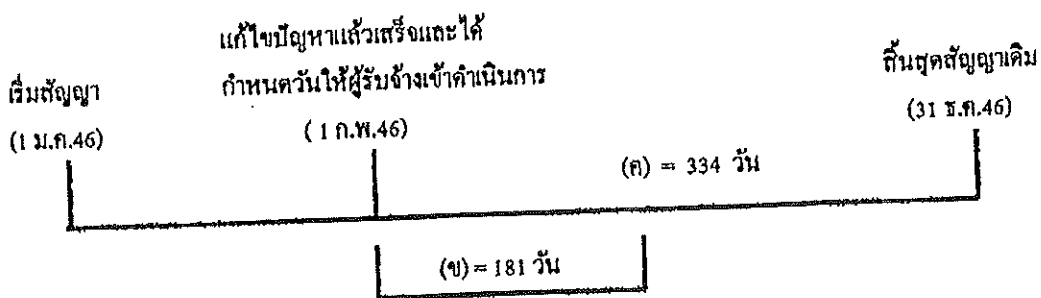 แก้ไขปัญหาแล้วเสร็จและได้
กำหนดวันให้ผู้รับจ้างเข้าดำเนินการ
(1 ก.พ.46)
เริ่มสัญญา
(1 ม.ค.46)
สิ้นสุดสัญญาเดิม
(31 ธ.ค.46)
(ค) = 334 วัน
(ข) = 181 วัน